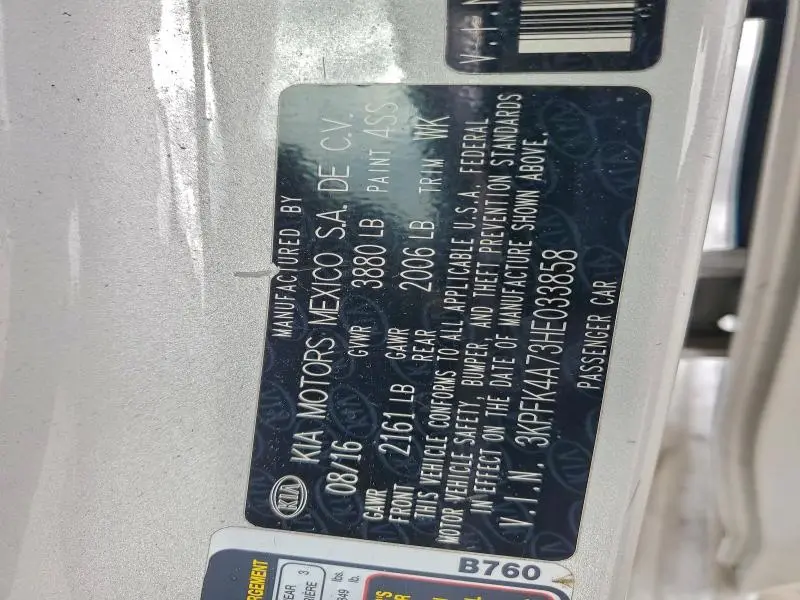 KIA
MANUFACTURED BY
KIA MOTORS MEXICO S.A. DE C.V.
08/16 GVWR 3880 LB PAINT 4SS
GAWR FRONT 2161 LB GAWR REAR 2006 LB TRIM WK
THIS VEHICLE CONFORMS TO ALL APPLICABLE U.S.A. FEDERAL
MOTOR VEHICLE SAFETY, BUMPER, AND THEFT PREVENTION STANDARDS
IN EFFECT ON THE DATE OF MANUFACTURE SHOWN ABOVE.
V.I.N. 3KPFK4A73HE033858
PASSENGER CAR
V.I.N
B760